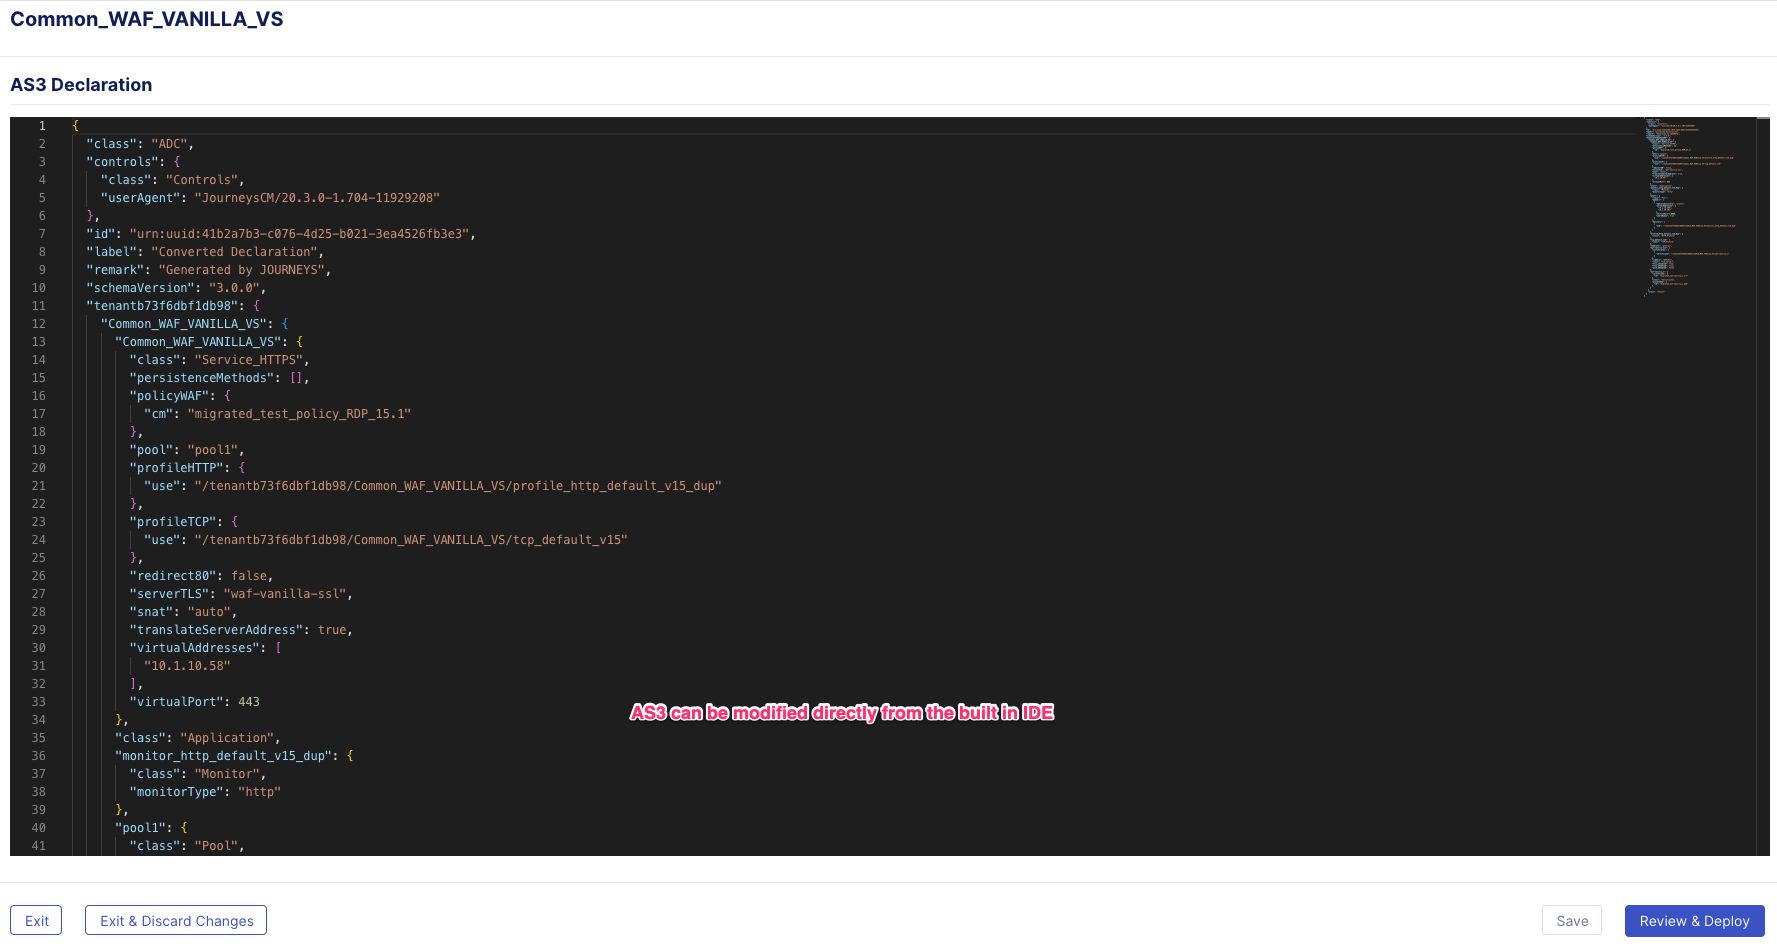 Common_WAF_VANILLA_VS
AS3 Declaration
1 {
2 "class": "ADC",
3 "controls": {
4 "class": "Controls",
5 "userAgent": "JourneysCM/20.3.0-1.704-11929208"
6 },
7 "id": "urn:uuid:41b2a7b3-c076-4d25-b021-3ea4526fb3e3",
8 "label": "Converted Declaration",
9 "remark": "Generated by JOURNEYS",
10 "schemaVersion": "3.0.0",
11 "tenantb73f6dbf1db98": {
12 "Common_WAF_VANILLA_VS": {
13 "Common_WAF_VANILLA_VS": {
14 "class": "Service_HTTPS",
15 "persistenceMethods": [],
16 "policyWAF": {
17 "cm": "migrated_test_policy_RDP_15.1"
18 },
19 "pool": "pool1",
20 "profileHTTP": {
21 "use": "/tenantb73f6dbf1db98/Common_WAF_VANILLA_VS/profile_http_default_v15_dup"
22 },
23 "profileTCP": {
24 "use": "/tenantb73f6dbf1db98/Common_WAF_VANILLA_VS/tcp_default_v15"
25 },
26 "redirect80": false,
27 "serverTLS": "waf-vanilla-ssl",
28 "snat": "auto",
29 "translateServerAddress": true,
30 "virtualAddresses": [
31 "10.1.10.58"
32 ],
33 "virtualPort": 443
AS3 can be modified directly from the built in IDE
34 },
35 "class": "Application",
36 "monitor_http_default_v15_dup": {
37 "class": "Monitor",
38 "monitorType": "http"
39 },
40 "pool1": {
41 "class": "Pool",
Exit
Exit & Discard Changes
Save
Review & Deploy